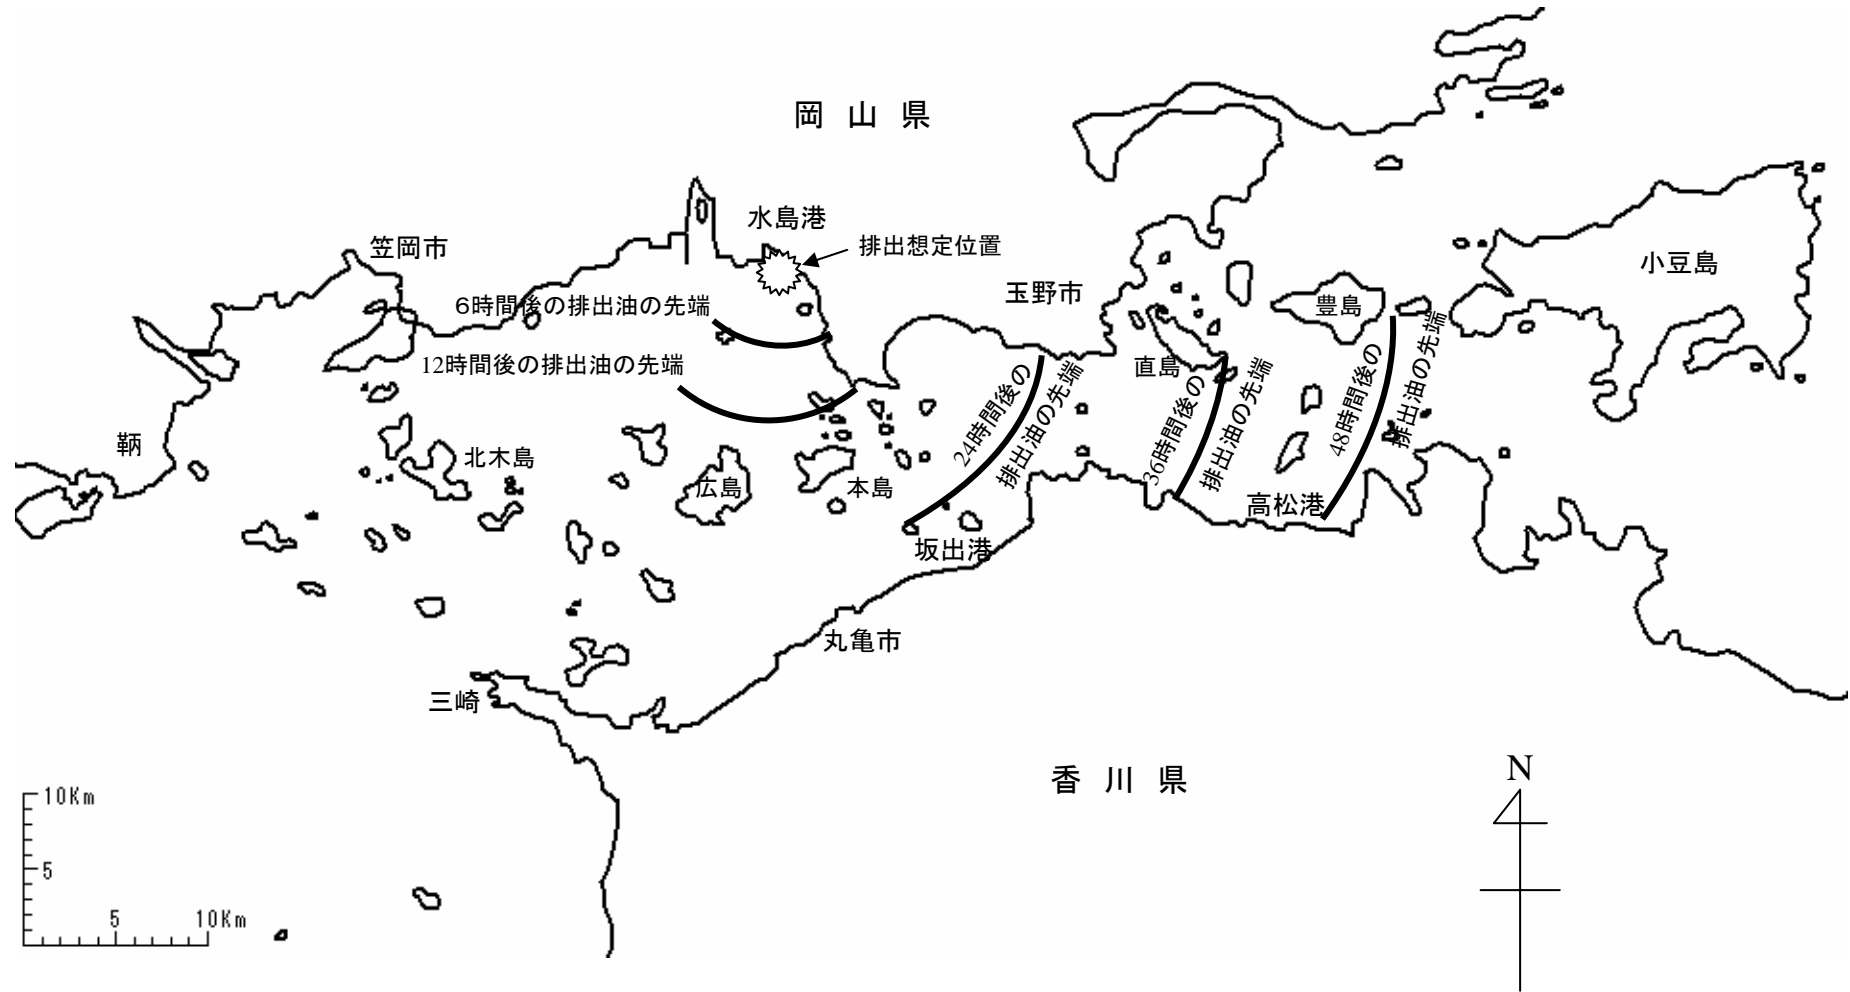 岡 山 県
水島港
排出想定位置
笠岡市
小豆島
玉野市
豊島
6時間後の排出油の先端
12時間後の排出油の先端
直島
24時間後の
排出油の先端
36時間後の
排出油の先端
48時間後の
排出油の先端
鞆
北木島
広島
本島
高松港
坂出港
丸亀市
三崎
香 川 県
N
10Km
5
5
10Km